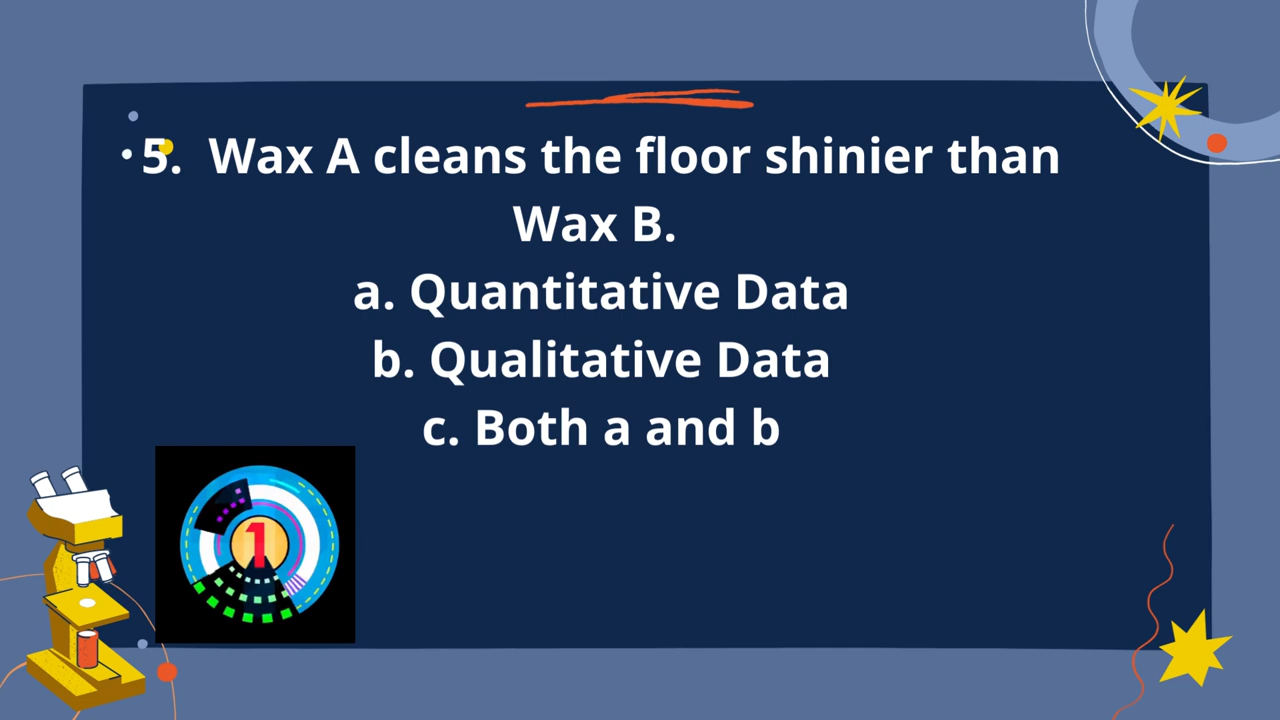 • 5. Wax A cleans the floor shinier than
Wax B.
a. Quantitative Data
b. Qualitative Data
c. Both a and b
1